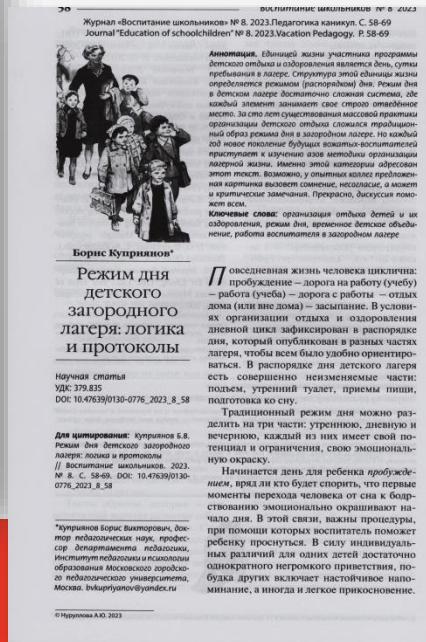 58
ВОСПИТАНИЕ ШКОЛЬНИКОВ № 8 2023
Журнал «Воспитание школьников» № 8. 2023.Педагогика каникул. С. 58-69
Journal "Education of schoolchildren" № 8. 2023.Vacation Pedagogy. P. 58-69
Аннотация. Единицей жизни участника программы
детского отдыха и оздоровления является день, сутки
пребывания в лагере. Структура этой единицы жизни
определяется режимом (распорядком) дня. Режим дня
в детском лагере достаточно сложная система, где
каждый элемент занимает свое строго отведённое
место. За сто лет существования массовой практики
организации детского отдыха сложился традицион-
ный образ режима дня в загородном лагере. Но каждый
год новое поколение будущих вожатых-воспитателей
приступает к изучению азов методики организации
лагерной жизни. Именно этой категории адресован
этот текст. Возможно, у опытных коллег предложен-
ная картинка вызовет сомнение, несогласие, а может
и критические замечания. Прекрасно, дискуссия помо-
жет всем.
Ключевые слова: организация отдыха детей и их
оздоровления, режим дня, временное детское объеди-
нение, работа воспитателя в загородном лагере
Борис Куприянов*
Режим дня
детского
загородного
лагеря: логика
и протоколы
Научная статья
УДК: 379.835
DOI: 10.47639/0130-0776_2023_8_58
Для цитирования: Куприянов Б.В.
Режим дня детского загородного
лагеря: логика и протоколы
// Воспитание школьников. 2023.
№ 8. С. 58. DOI: 10.47639/0130-
0776_2023_8_58
*Куприянов Борис Викторович, док-
тор педагогических наук, профес-
сор департамента педагогики,
Институт педагогики и психологии
образования Московского городско-
го педагогического университета,
Москва. bvkupriyanov@yandex.ru
© Нуруллова А.Ю. 2023
Повседневная жизнь человека циклична:
пробуждение – дорога на работу (учебу)
– работа (учеба) – дорога с работы – отдых
дома (или вне дома) – засыпание. В услови-
ях организации отдыха и оздоровления
дневной цикл зафиксирован в распорядке
дня, который опубликован в разных частях
лагеря, чтобы всем было удобно ориентиро-
ваться. В распорядке дня детского лагеря
есть совершенно неизменяемые части:
подъем, утренний туалет, приемы пищи,
подготовка ко сну.
Традиционный режим дня можно раз-
делить на три части: утреннюю, дневную и
вечернюю, каждый из них имеет свой по-
тенциал и ограничения, свою эмоциональ-
ную окраску.
Начинается день для ребенка пробужде-
нием, вряд ли кто будет спорить, что первые
моменты перехода человека от сна к бодр-
ствованию эмоционально окрашивают на-
чало дня. В этой связи, важны процедуры,
при помощи которых воспитатель поможет
ребенку проснуться. В силу индивидуаль-
ных различий для одних детей достаточно
однократного негромкого приветствия, по-
будка других включает настойчивое напо-
минание, а иногда и легкое прикосновение.